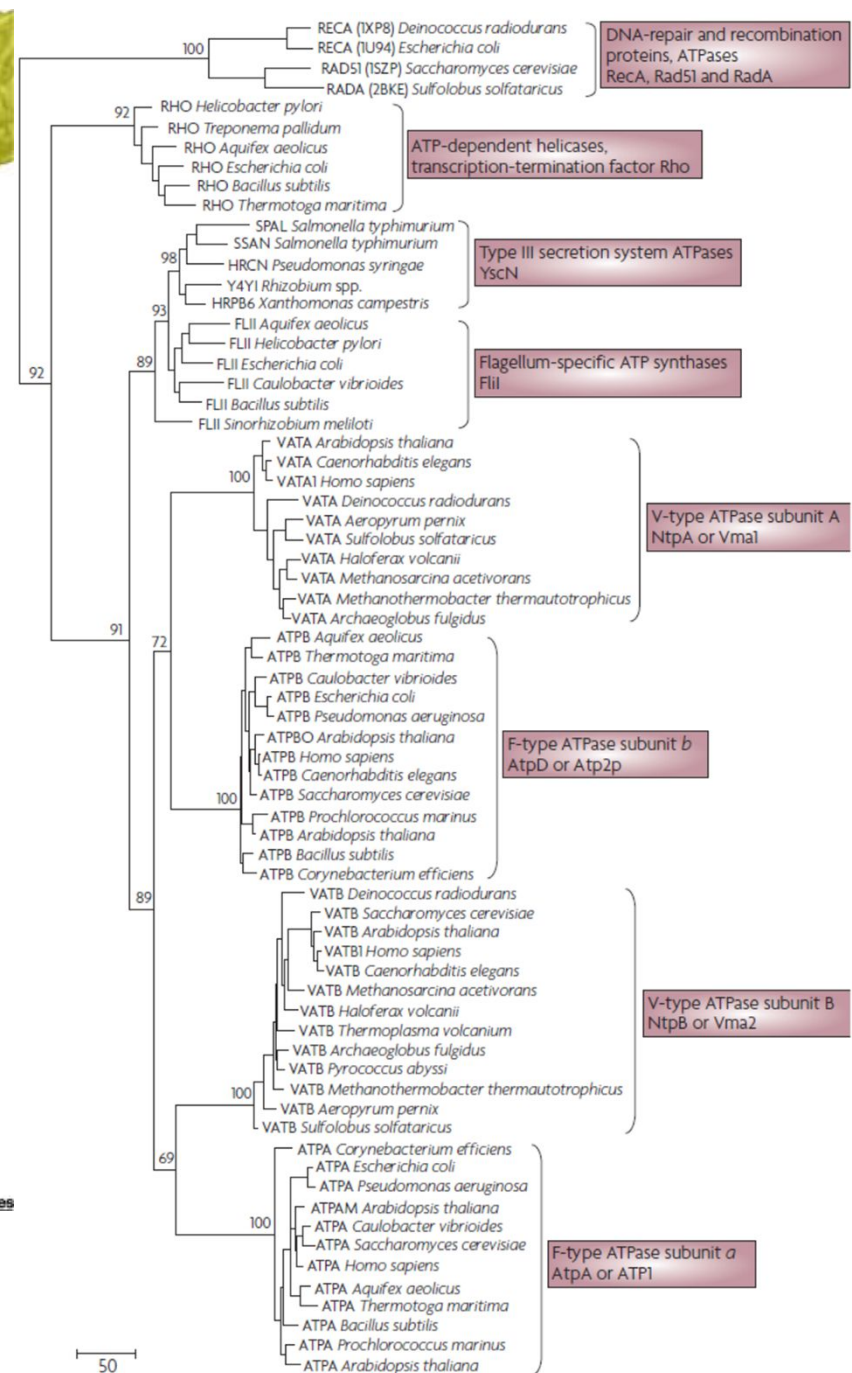 100
RECA (1XP8) Deinococcus radiodurans
RECA (1U94) Escherichia coli
RAD51 (1SZP) Saccharomyces cerevisiae
RADA (2BKE) Sulfolobus solfataricus
DNA-repair and recombination
proteins, ATPases
RecA, Rad51 and RadA
92
RHO Helicobacter pylori
RHO Treponema pallidum
RHO Aquifex aeolicus
RHO Escherichia coli
RHO Bacillus subtilis
RHO Thermotoga maritima
ATP-dependent helicases,
transcription-termination factor Rho
92
91
89
93
98
SPAL Salmonella typhimurium
SSAN Salmonella typhimurium
HRCN Pseudomonas syringae
Y4YI Rhizobium spp.
HRPB6 Xanthomonas campestris
Type III secretion system ATPases
YscN
FLII Aquifex aeolicus
FLII Helicobacter pylori
FLII Escherichia coli
FLII Caulobacter vibrioides
FLII Bacillus subtilis
FLII Sinorhizobium meliloti
Flagellum-specific ATP synthases
FliI
89
72
100
VATA Arabidopsis thaliana
VATA Caenorhabditis elegans
VATA1 Homo sapiens
VATA Deinococcus radiodurans
VATA Aeropyrum pernix
VATA Sulfolobus solfataricus
VATA Haloferax volcanii
VATA Methanosarcina acetivorans
VATA Methanothermobacter thermautotrophicus
VATA Archaeoglobus fulgidus
V-type ATPase subunit A
NtpA or Vma1
100
ATPB Aquifex aeolicus
ATPB Thermotoga maritima
ATPB Caulobacter vibrioides
ATPB Escherichia coli
ATPB Pseudomonas aeruginosa
ATPBO Arabidopsis thaliana
ATPB Homo sapiens
ATPB Caenorhabditis elegans
ATPB Saccharomyces cerevisiae
ATPB Prochlorococcus marinus
ATPB Arabidopsis thaliana
ATPB Bacillus subtilis
ATPB Corynebacterium efficiens
F-type ATPase subunit b
AtpD or Atp2p
69
100
VATB Deinococcus radiodurans
VATB Saccharomyces cerevisiae
VATB Arabidopsis thaliana
VATB1 Homo sapiens
VATB Caenorhabditis elegans
VATB Methanosarcina acetivorans
VATB Haloferax volcanii
VATB Thermoplasma volcanium
VATB Archaeoglobus fulgidus
VATB Pyrococcus abyssi
VATB Methanothermobacter thermautotrophicus
VATB Aeropyrum pernix
VATB Sulfolobus solfataricus
V-type ATPase subunit B
NtpB or Vma2
100
ATPA Corynebacterium efficiens
ATPA Escherichia coli
ATPA Pseudomonas aeruginosa
ATPAM Arabidopsis thaliana
ATPA Caulobacter vibrioides
ATPA Saccharomyces cerevisiae
ATPA Homo sapiens
ATPA Aquifex aeolicus
ATPA Thermotoga maritima
ATPA Bacillus subtilis
ATPA Prochlorococcus marinus
ATPA Arabidopsis thaliana
F-type ATPase subunit a
AtpA or ATP1
es
50